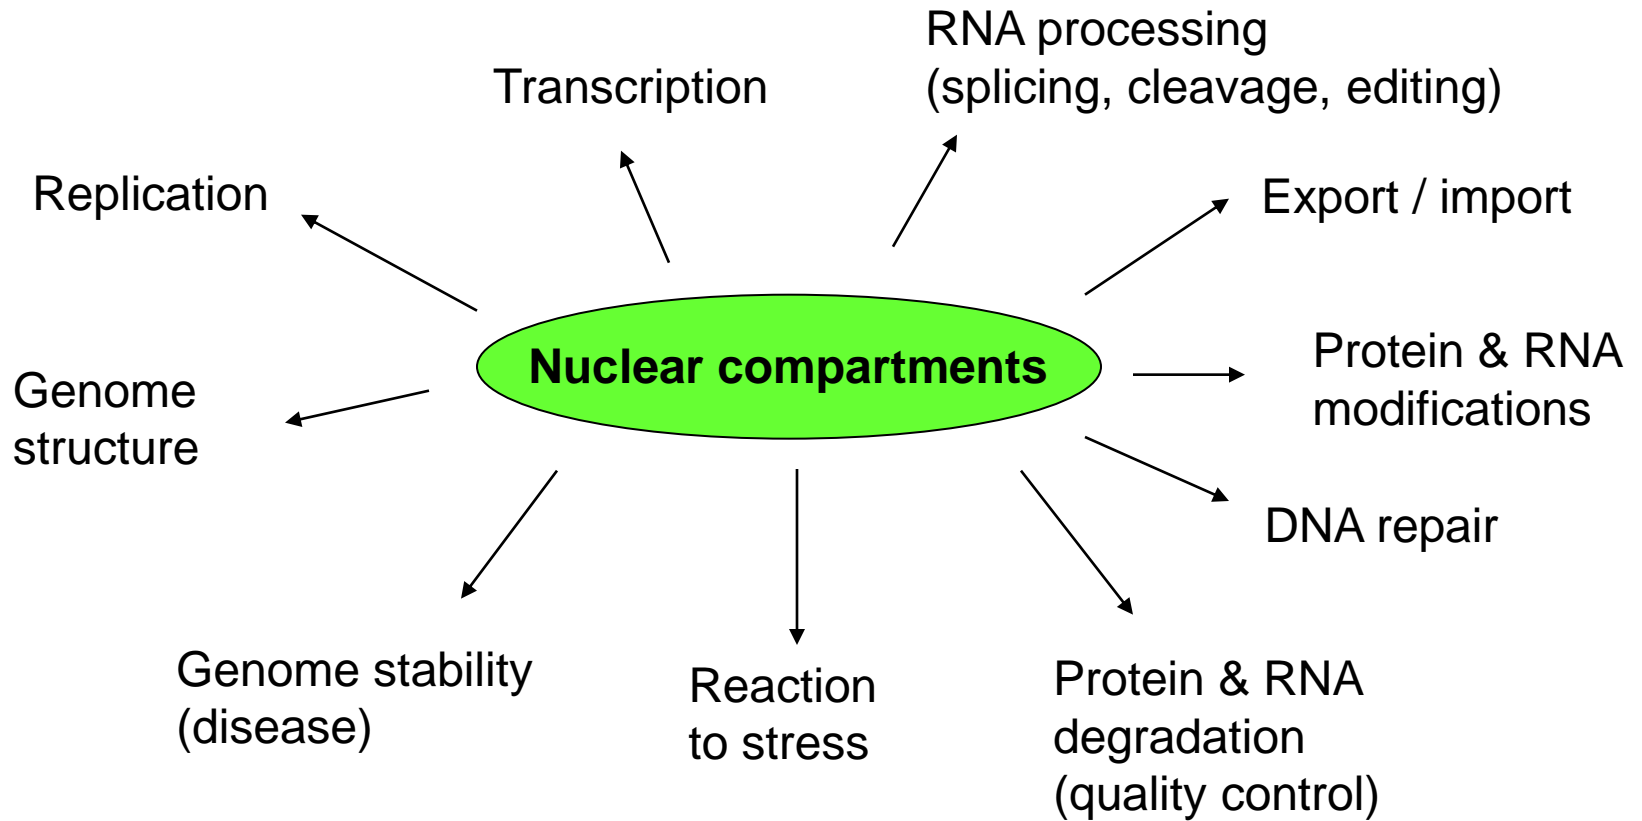 RNA processing
(splicing, cleavage, editing)
Transcription
Replication
Export / import
Nuclear compartments
Protein & RNA
modifications
Genome
structure
DNA repair
Genome stability
(disease)
Reaction
to stress
Protein & RNA
degradation
(quality control)